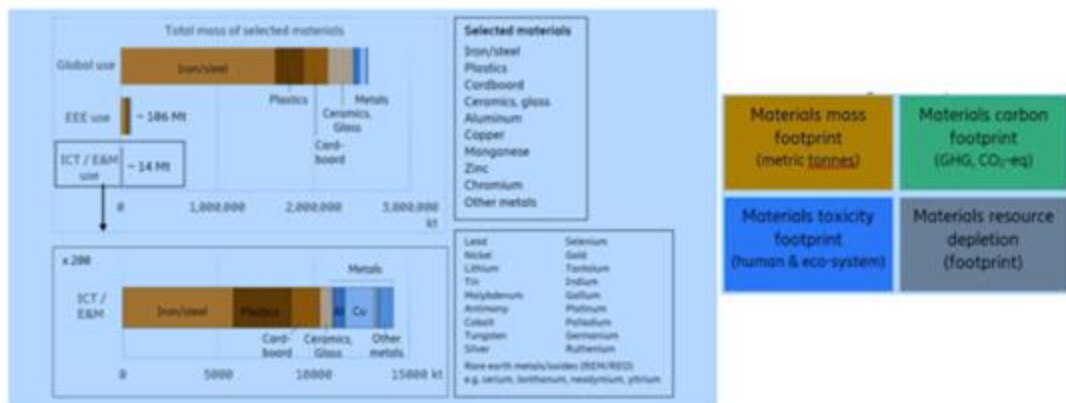 Total mass of selected materials
Global use
Iron/steel
Plastics
Metals
Ceramics,
Glass
Card-
board
EEE use
~ 186 Mt
ICT / E&M
use
~ 14 Mt
0 1,000,000 2,000,000 3,000,000
kt
Selected materials
Iron/steel
Plastics
Cardboard
Ceramics, glass
Aluminum
Copper
Manganese
Zinc
Chromium
Other metals
x 200
Metals
ICT /
E&M
Iron/steel
Plastics
Al
Cu
Card-
board
Ceramics,
Glass
Other
metals
0 5000 10000 15000 kt
Lead Selenium
Nickel Gold
Lithium Tantalum
Tin Indium
Molybdenum Gallium
Antimony Platinum
Cobalt Palladium
Tungsten Germanium
Silver Ruthenium
Rare earth metals/oxides (REM/REO)
e.g. cerium, lanthanum, neodymium, yttrium
Materials mass
footprint
(metric tonnes)
Materials carbon
footprint
(GHG, CO₂-eq)
Materials toxicity
footprint
(human & eco-system)
Materials resource
depletion
(footprint)